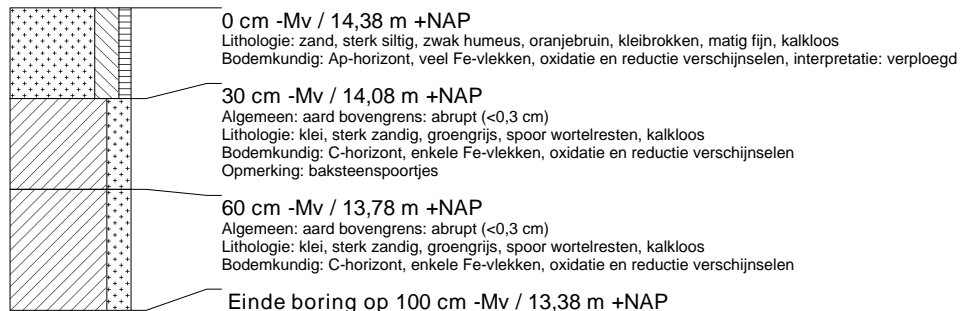 0 cm -Mv / 14,38 m +NAP
Lithologie: zand, sterk siltig, zwak humeus, oranjebruin, kleibrokken, matig fijn, kalkloos
Bodemkundig: Ap-horizont, veel Fe-vlekken, oxidatie en reductie verschijnselen, interpretatie: verploegd
30 cm -Mv / 14,08 m +NAP
Algemeen: aard bovengrens: abrupt (<0,3 cm)
Lithologie: klei, sterk zandig, groengrijs, spoor wortelresten, kalkloos
Bodemkundig: C-horizont, enkele Fe-vlekken, oxidatie en reductie verschijnselen
Opmerking: baksteenspoortjes
60 cm -Mv / 13,78 m +NAP
Algemeen: aard bovengrens: abrupt (<0,3 cm)
Lithologie: klei, sterk zandig, groengrijs, spoor wortelresten, kalkloos
Bodemkundig: C-horizont, enkele Fe-vlekken, oxidatie en reductie verschijnselen
Einde boring op 100 cm -Mv / 13,38 m +NAP